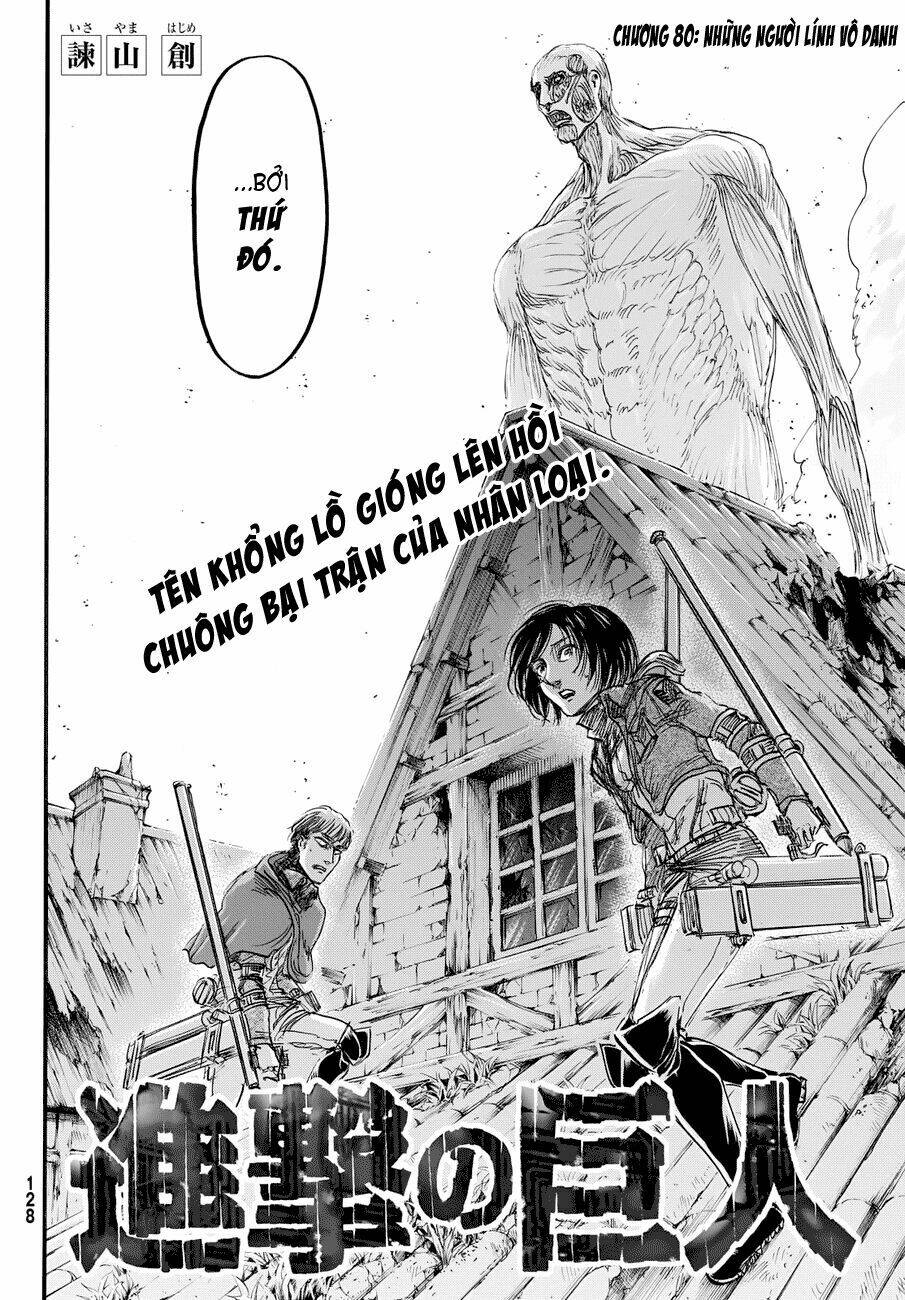 いさ やま はじめ
諫山 創
CHƯƠNG 80: NHỮNG NGƯỜI LÍNH VÔ DANH
...BỞI
THỨ
ĐÓ.
TÊN KHỔNG LỒ GIÓNG LÊN HỒI
CHUÔNG BẠI TRẬN CỦA NHÂN LOẠI.
進撃の巨人
128